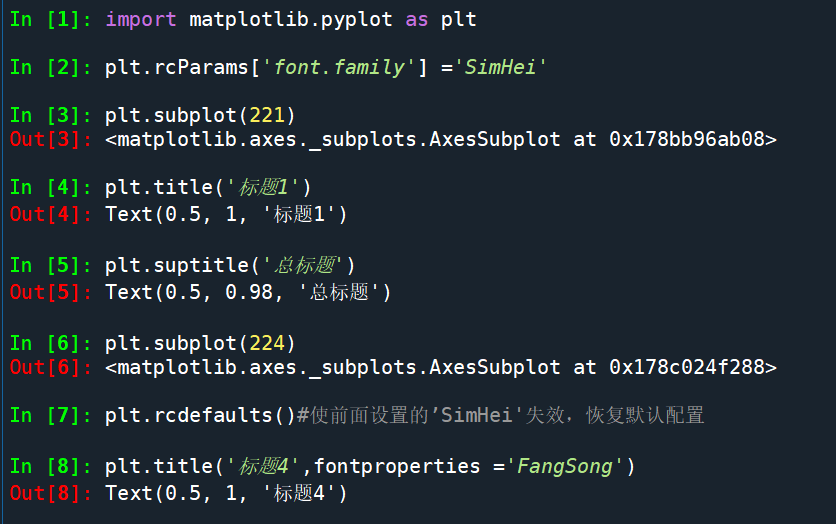 In [1]: import matplotlib.pyplot as plt
In [2]: plt.rcParams['font.family'] ='SimHei'
In [3]: plt.subplot(221)
Out[3]: <matplotlib.axes._subplots.AxesSubplot at 0x178bb96ab08>
In [4]: plt.title('标题1')
Out[4]: Text(0.5, 1, '标题1')
In [5]: plt.suptitle('总标题')
Out[5]: Text(0.5, 0.98, '总标题')
In [6]: plt.subplot(224)
Out[6]: <matplotlib.axes._subplots.AxesSubplot at 0x178c024f288>
In [7]: plt.rcdefaults()#使前面设置的’SimHei'失效，恢复默认配置
In [8]: plt.title('标题4',fontproperties ='FangSong')
Out[8]: Text(0.5, 1, '标题4')